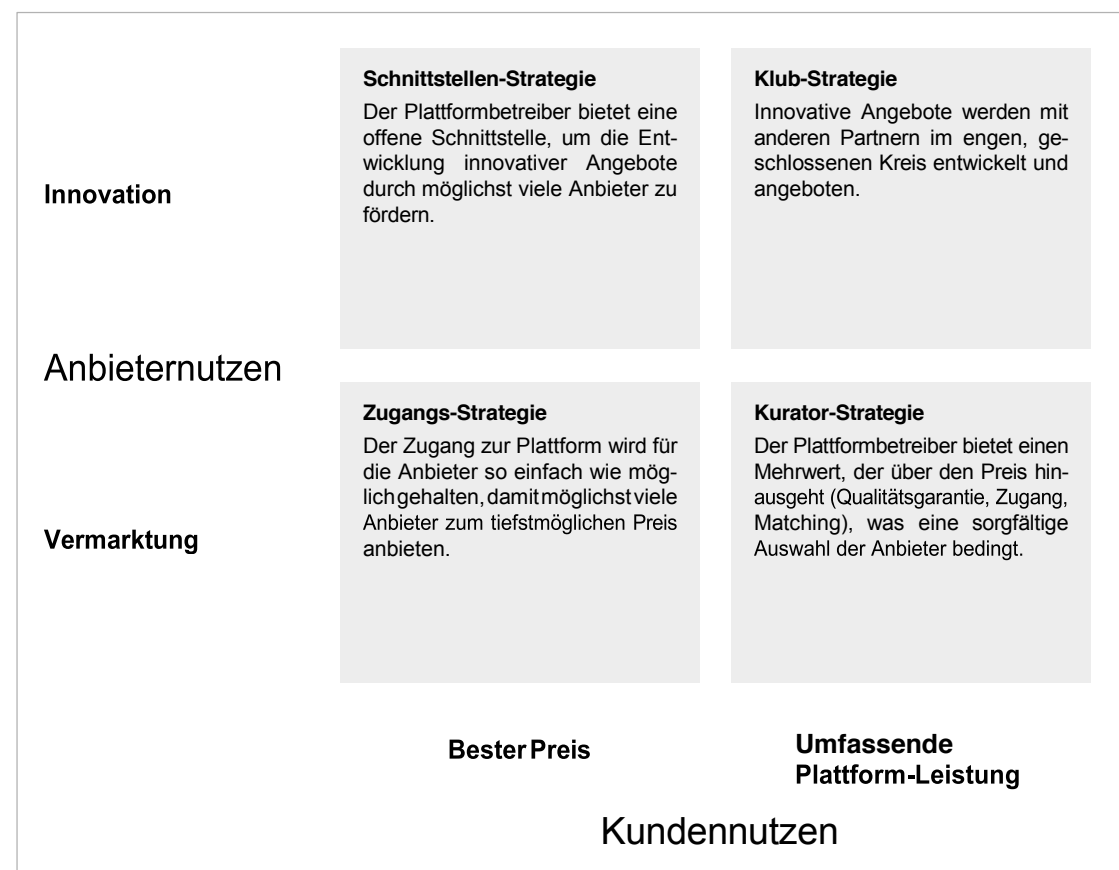 Schnittstellen-Strategie
Der Plattformbetreiber bietet eine
offene Schnittstelle, um die Ent-
wicklung innovativer Angebote
durch möglichst viele Anbieter zu
fördern.
Klub-Strategie
Innovative Angebote werden mit
anderen Partnern im engen, ge-
schlossenen Kreis entwickelt und
angeboten.
Innovation
Anbieternutzen
Zugangs-Strategie
Der Zugang zur Plattform wird für
die Anbieter so einfach wie mög-
lich gehalten, damit möglichst viele
Anbieter zum tiefstmöglichen Preis
anbieten.
Kurator-Strategie
Der Plattformbetreiber bietet einen
Mehrwert, der über den Preis hin-
ausgeht (Qualitätsgarantie, Zugang,
Matching), was eine sorgfältige
Auswahl der Anbieter bedingt.
Vermarktung
Bester Preis
Umfassende
Plattform-Leistung
Kundennutzen